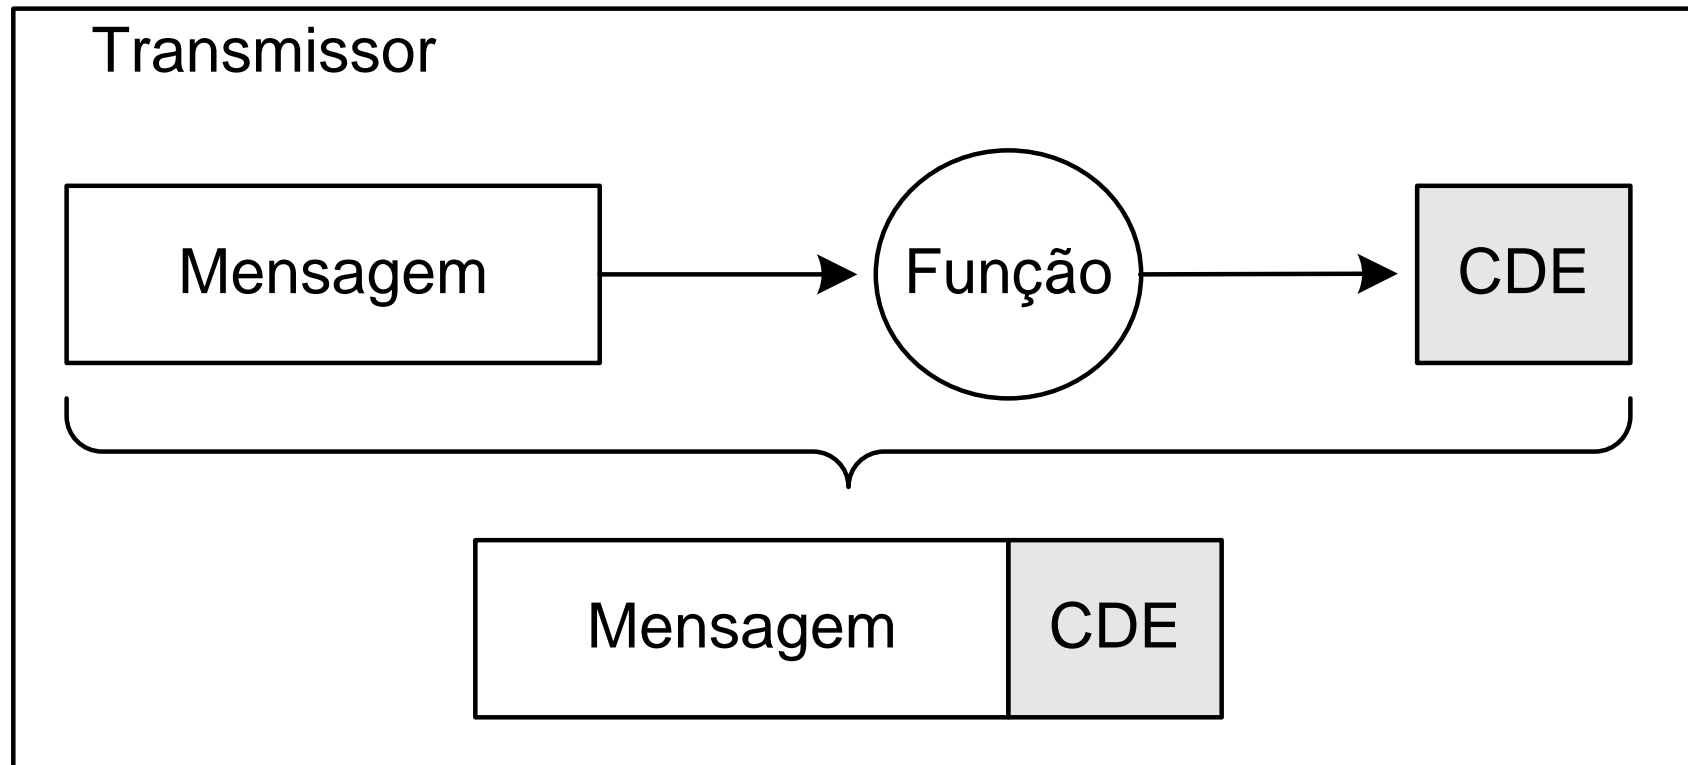 Transmissor
Mensagem
Função
CDE
Mensagem
CDE